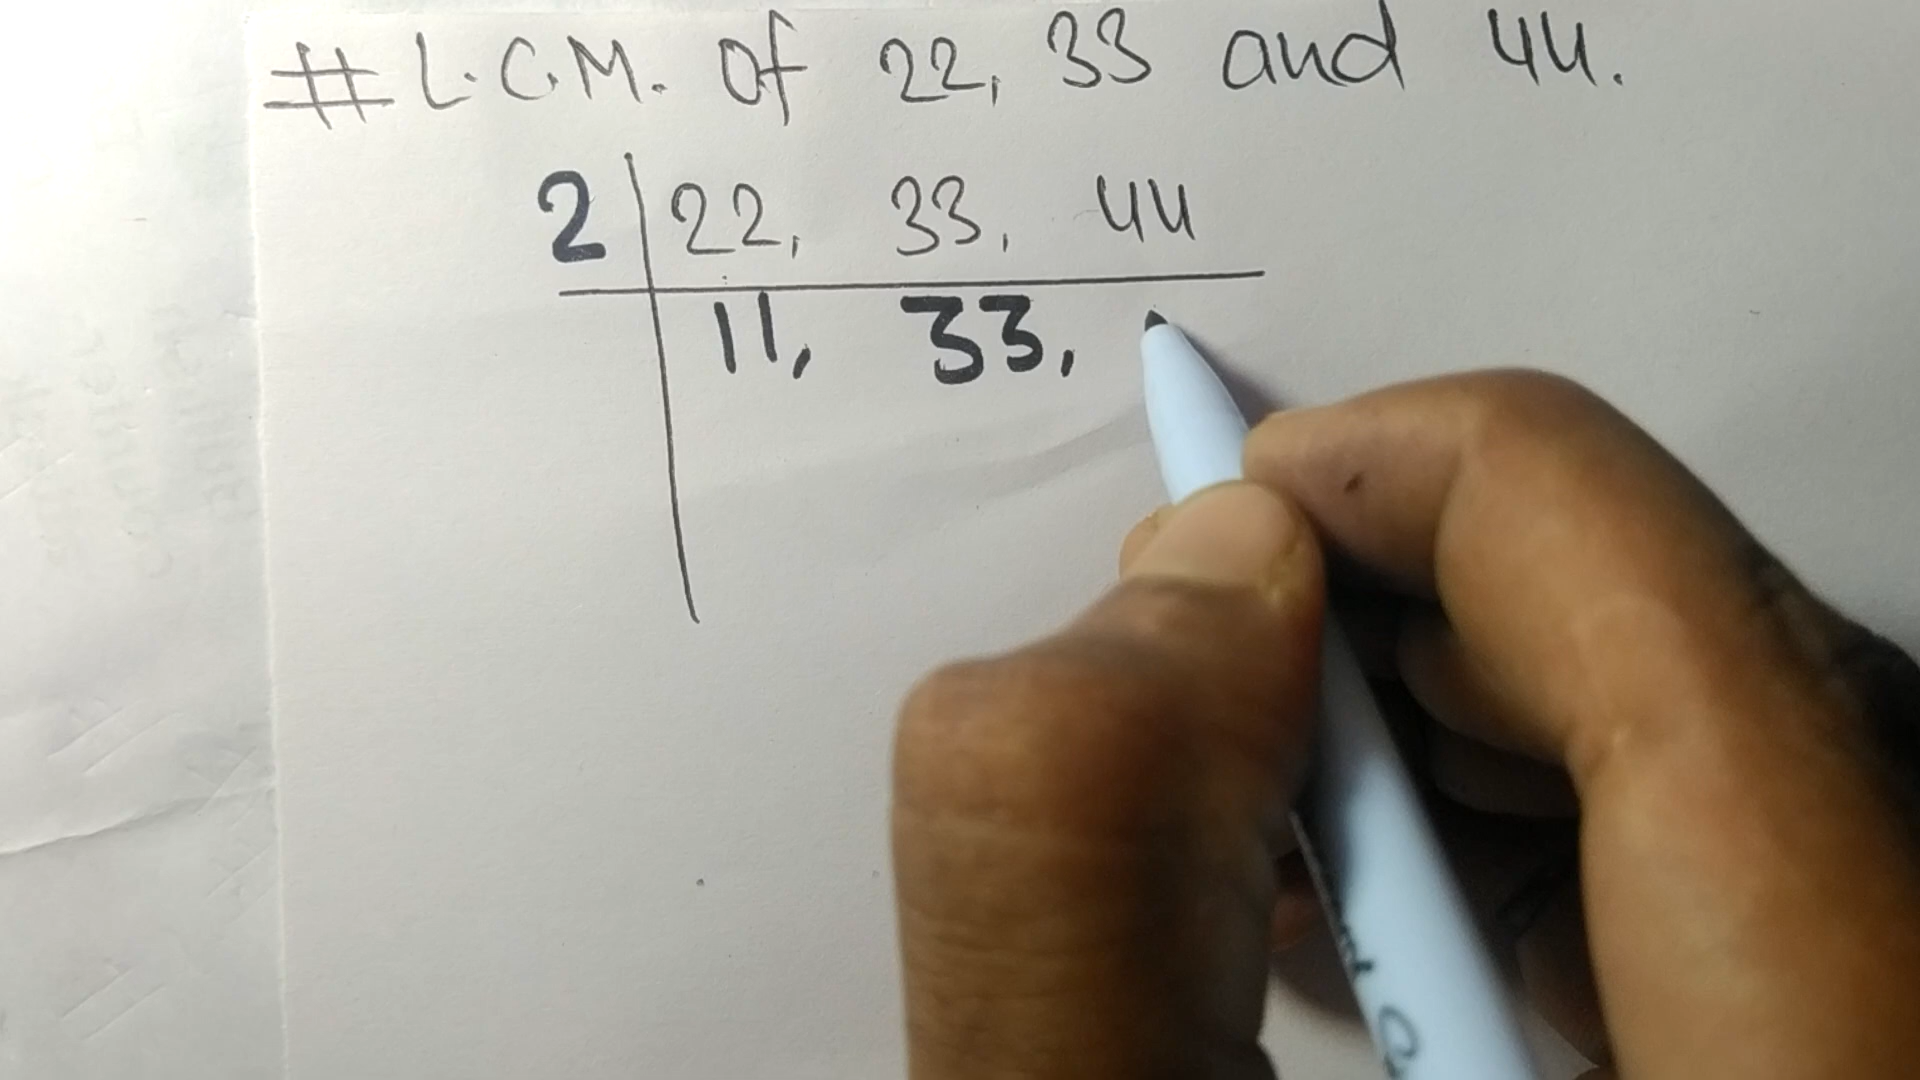 # L.C.M. Of 22, 33 and 44.
2 22, 33, 44
11, 33,